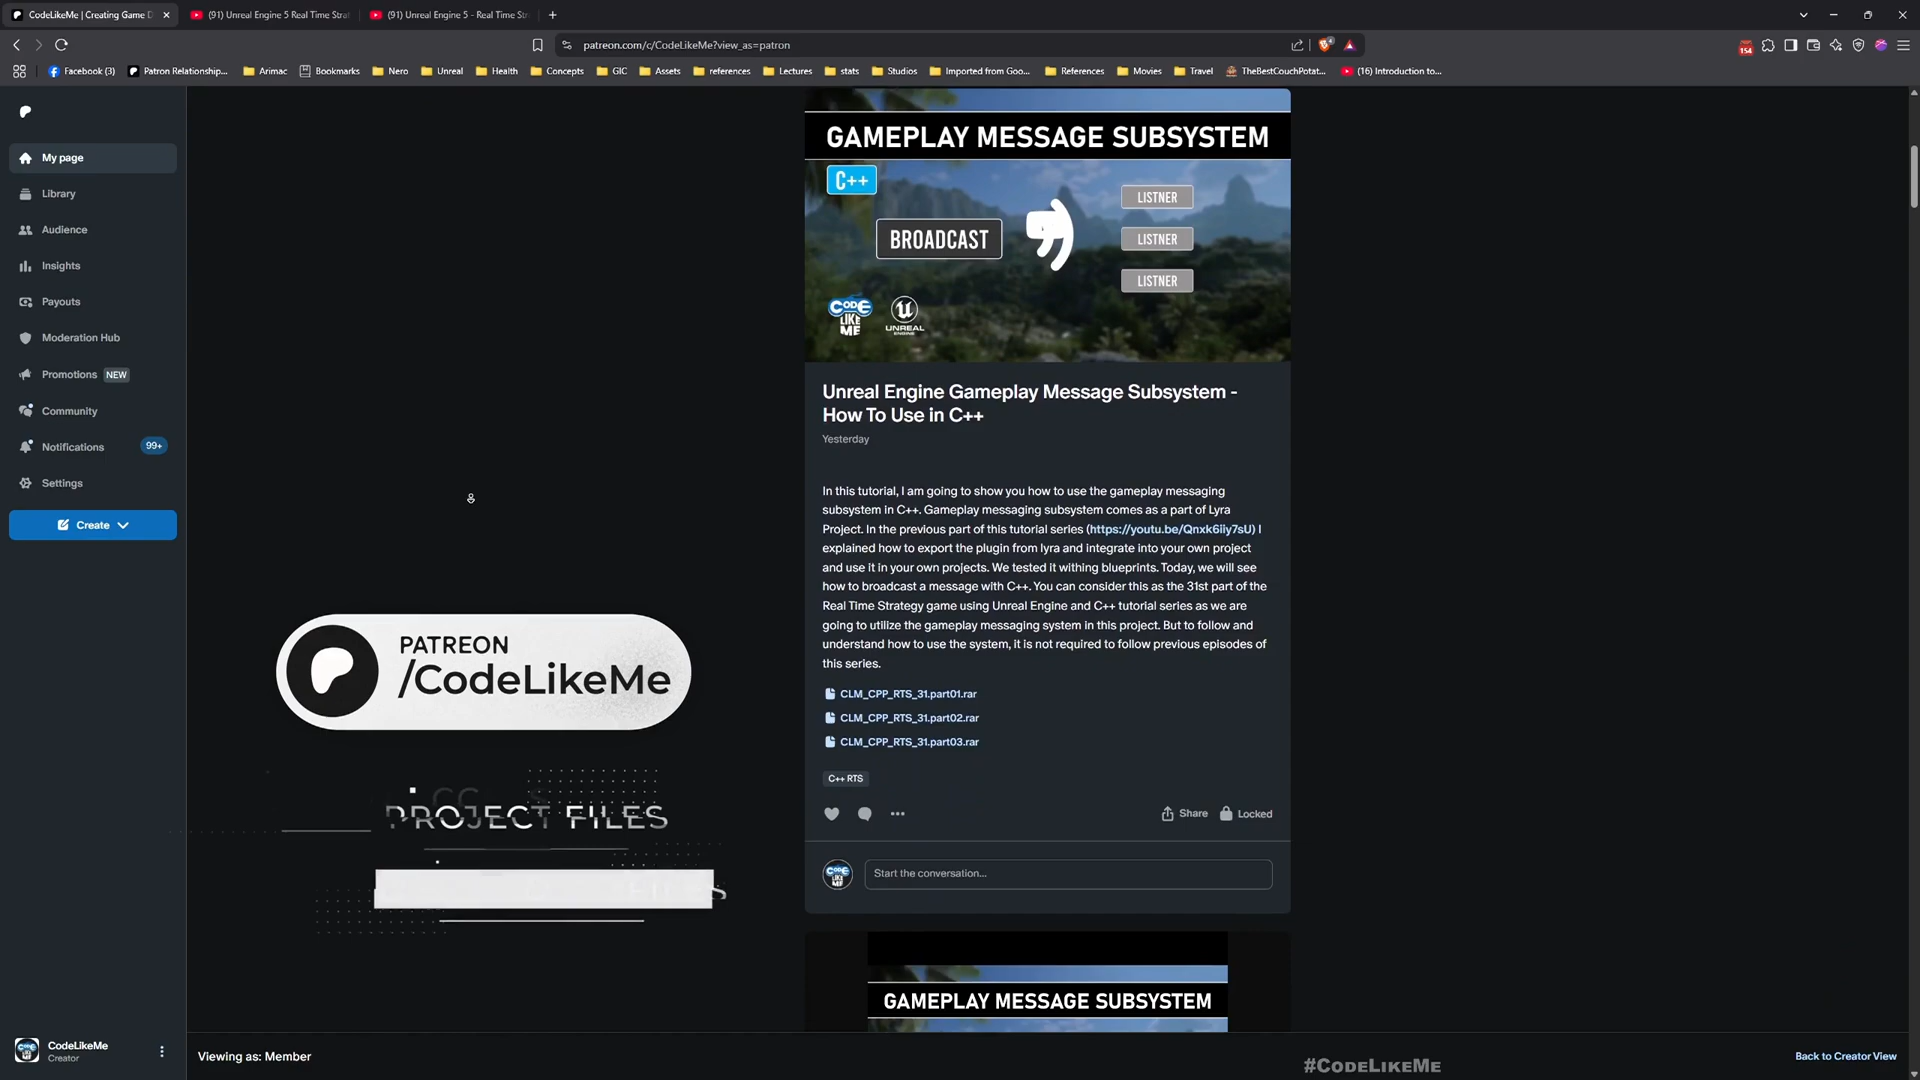 CodeLikeMe | Creating Game D
(91) Unreal Engine 5 Real Time Strat
(91) Unreal Engine 5 - Real Time Str
patreon.com/c/CodeLikeMe?view_as=patron
154
Facebook (3)
Patron Relationship...
Arimac
Bookmarks
Nero
Unreal
Health
Concepts
GIC
Assets
references
Lectures
stats
Studios
Imported from Goo...
References
Movies
Travel
TheBestCouchPotat...
(16) Introduction to...
My page
Library
Audience
Insights
Payouts
Moderation Hub
Promotions NEW
Community
Notifications 99+
Settings
Create
GAMEPLAY MESSAGE SUBSYSTEM
C++
BROADCAST
LISTNER
LISTNER
LISTNER
CODE LIKE ME
UNREAL ENGINE
Unreal Engine Gameplay Message Subsystem -
How To Use in C++
Yesterday
In this tutorial, I am going to show you how to use the gameplay messaging
subsystem in C++. Gameplay messaging subsystem comes as a part of Lyra
Project. In the previous part of this tutorial series (https://youtu.be/Qnxk6iiy7sU) I
explained how to export the plugin from lyra and integrate into your own project
and use it in your own projects. We tested it withing blueprints. Today, we will see
how to broadcast a message with C++. You can consider this as the 31st part of the
Real Time Strategy game using Unreal Engine and C++ tutorial series as we are
going to utilize the gameplay messaging system in this project. But to follow and
understand how to use the system, it is not required to follow previous episodes of
this series.
CLM_CPP_RTS_31.part01.rar
CLM_CPP_RTS_31.part02.rar
CLM_CPP_RTS_31.part03.rar
C++ RTS
Share
Locked
Start the conversation...
PATREON
/CodeLikeMe
PROJECT FILES
GAMEPLAY MESSAGE SUBSYSTEM
CodeLikeMe
Creator
Viewing as: Member
#CODELIKEME
Back to Creator View